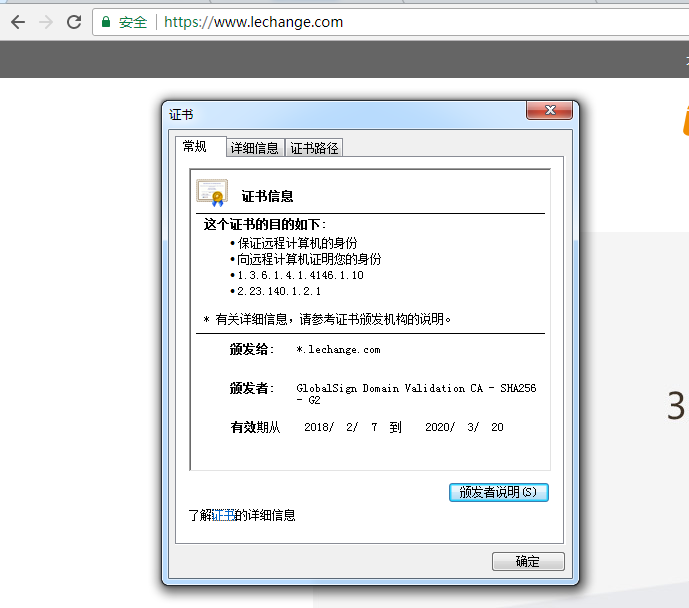 安全 https://www.lechange.com
证书
常规 详细信息 证书路径
证书信息
这个证书的目的如下:
•保证远程计算机的身份
•向远程计算机证明您的身份
•1.3.6.1.4.1.4146.1.10
•2.23.140.1.2.1
* 有关详细信息，请参考证书颁发机构的说明。
颁发给: *.lechange.com
颁发者: GlobalSign Domain Validation CA - SHA256
- G2
有效期从 2018/ 2/ 7 到 2020/ 3/ 20
颁发者说明(S)
了解证书的详细信息
确定
3